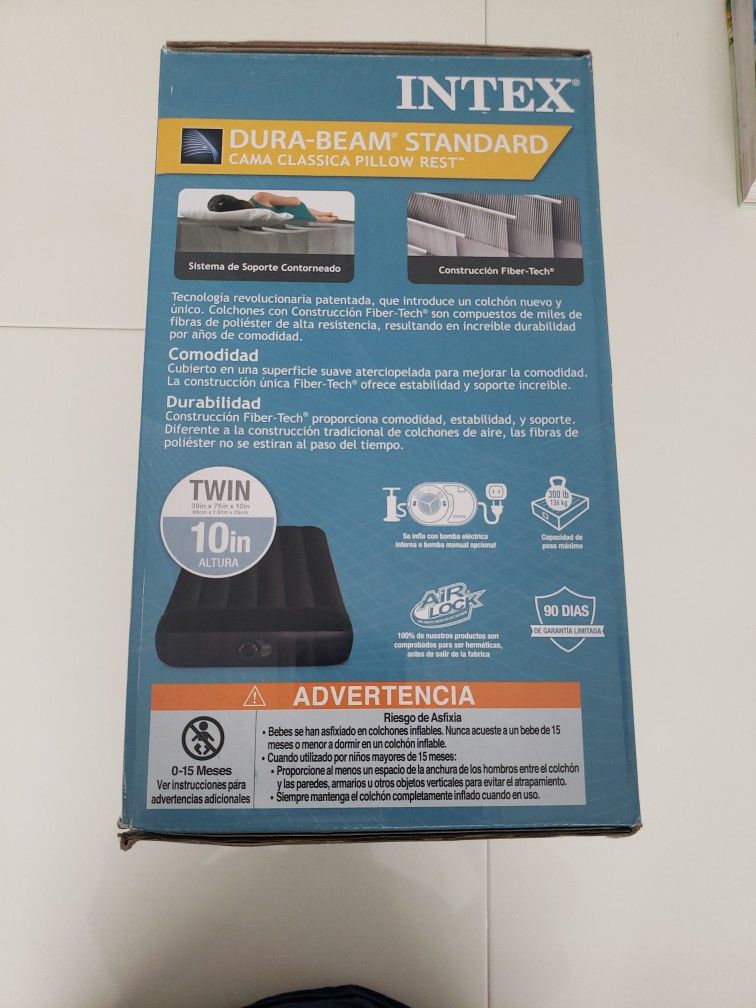 INTEX®
DURA-BEAM® STANDARD
CAMA CLASSICA PILLOW REST™
Sistema de Soporte Contorneado
Construcción Fiber-Tech®
Tecnología revolucionaria patentada, que introduce un colchón nuevo y
único. Colchones con Construcción Fiber-Tech® son compuestos de miles de
fibras de poliéster de alta resistencia, resultando en increíble durabilidad
por años de comodidad.
Comodidad
Cubierto en una superficie suave aterciopelada para mejorar la comodidad.
La construcción única Fiber-Tech® ofrece estabilidad y soporte increible.
Durabilidad
Construcción Fiber-Tech® proporciona comodidad, estabilidad, y soporte.
Diferente a la construcción tradicional de colchones de aire, las fibras de
poliéster no se estiran al paso del tiempo.
TWIN
39in x 75in x 10in
99cm x 1.91m x 25cm
10in
ALTURA
Se infla con bomba eléctrica
interna o bomba manual opcional
300 lb
136 kg
Capacidad de
peso máximo
AIR
LOCK
100% de nuestros productos son
comprobados para ser herméticas,
antes de salir de la fabrica
90 DIAS
DE GARANTÍA LIMITADA
ADVERTENCIA
0-15 Meses
Ver instrucciones para
advertencias adicionales
Riesgo de Asfixia
• Bebes se han asfixiado en colchones inflables. Nunca acueste a un bebe de 15
meses o menor a dormir en un colchón inflable.
• Cuando utilizado por niños mayores de 15 meses:
• Proporcione al menos un espacio de la anchura de los hombros entre el colchón
y las paredes, armarios u otros objetos verticales para evitar el atrapamiento.
• Siempre mantenga el colchón completamente inflado cuando en uso.